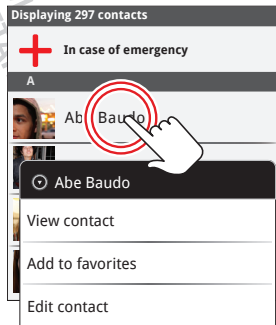 Displaying 297 contacts
In case of emergency
A
Abe Baudo
Abe Baudo
View contact
Add to favorites
Edit contact